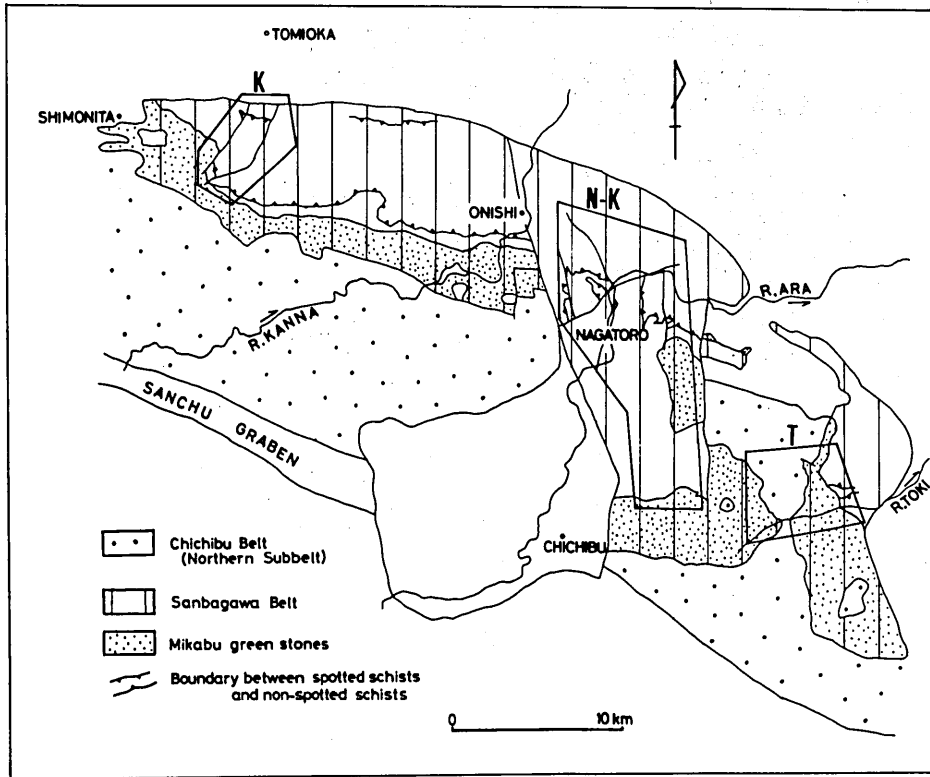 TOMIOKA
K
SHIMONITA
N-K
ONISHI
R.ARA
NAGATORO
R.KANNA
SANCHU GRABEN
T
R.TOKI
CHICHIBU
Chichibu Belt
(Northern Subbelt)
Sanbagawa Belt
Mikabu green stones
Boundary between spotted schists
and non-spotted schists
0 10 km